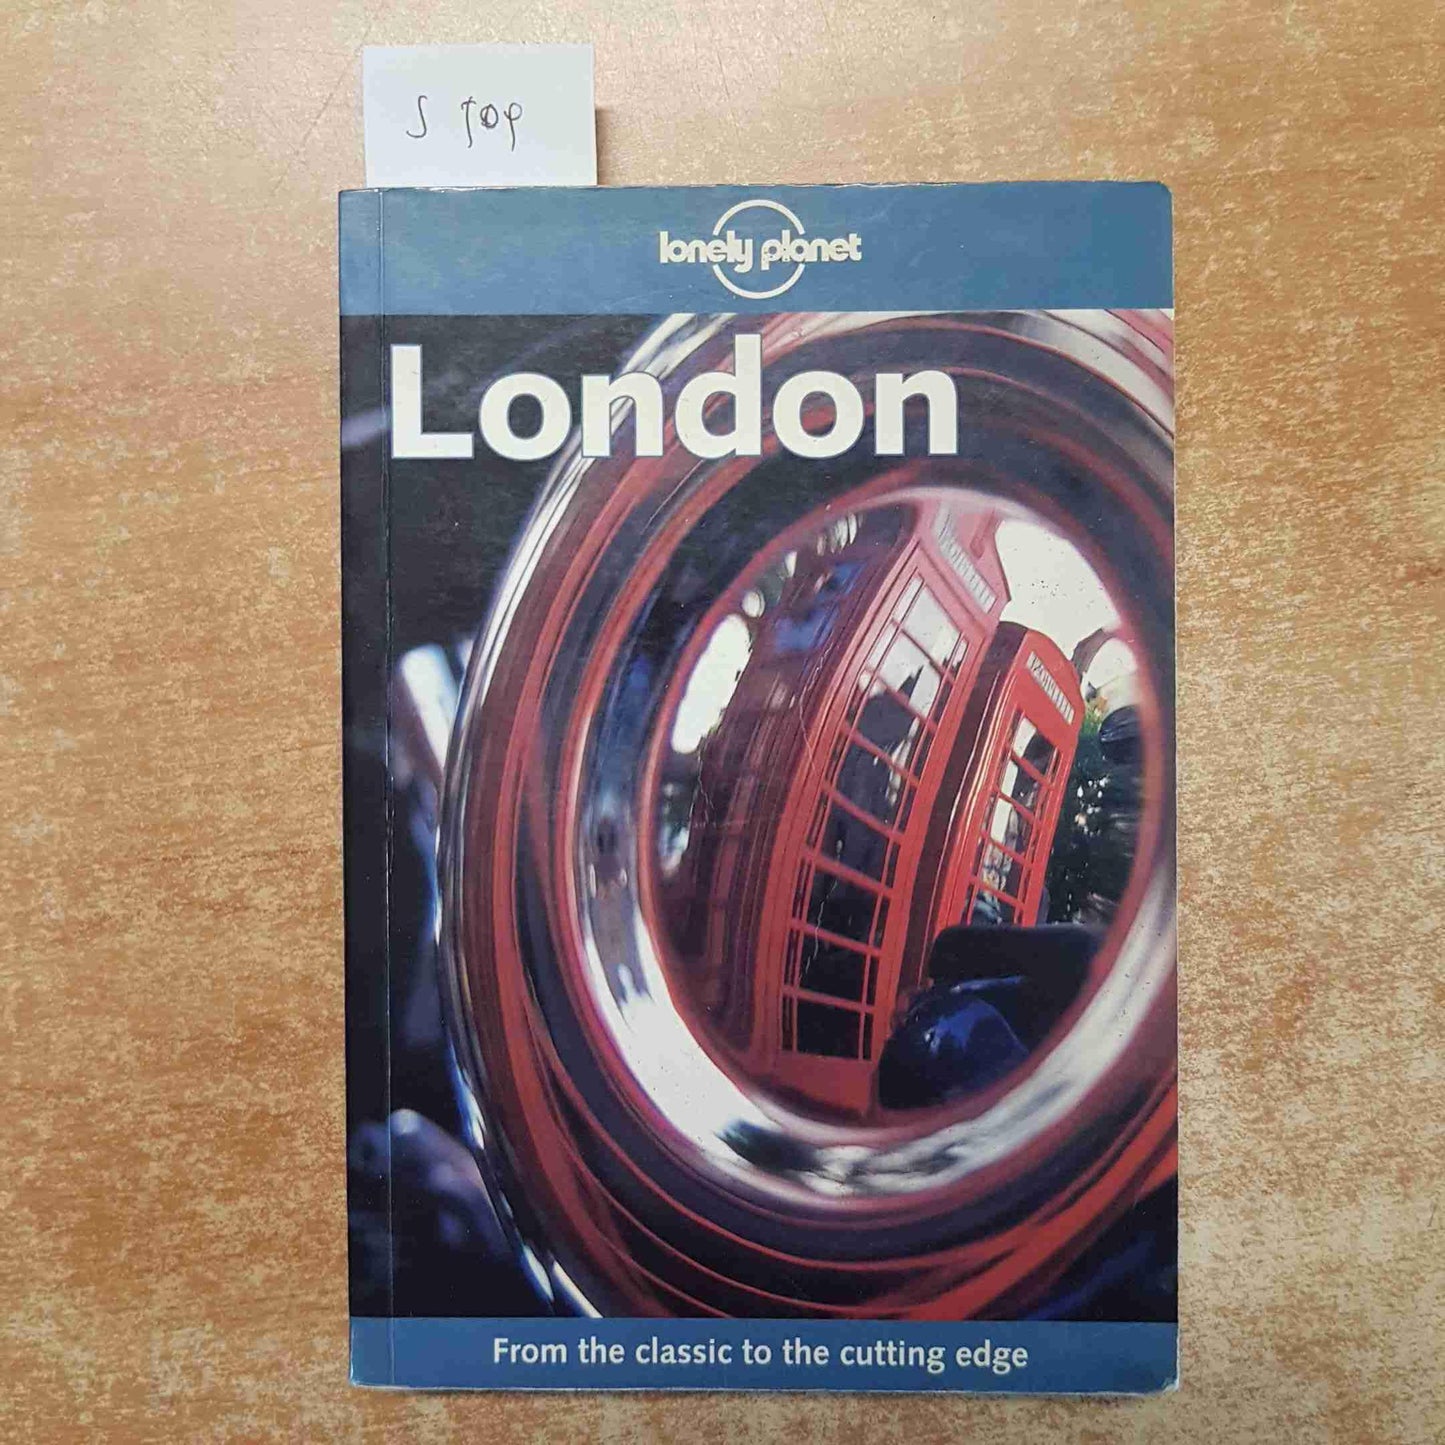 lonely planet
London
From the classic to the cutting edge